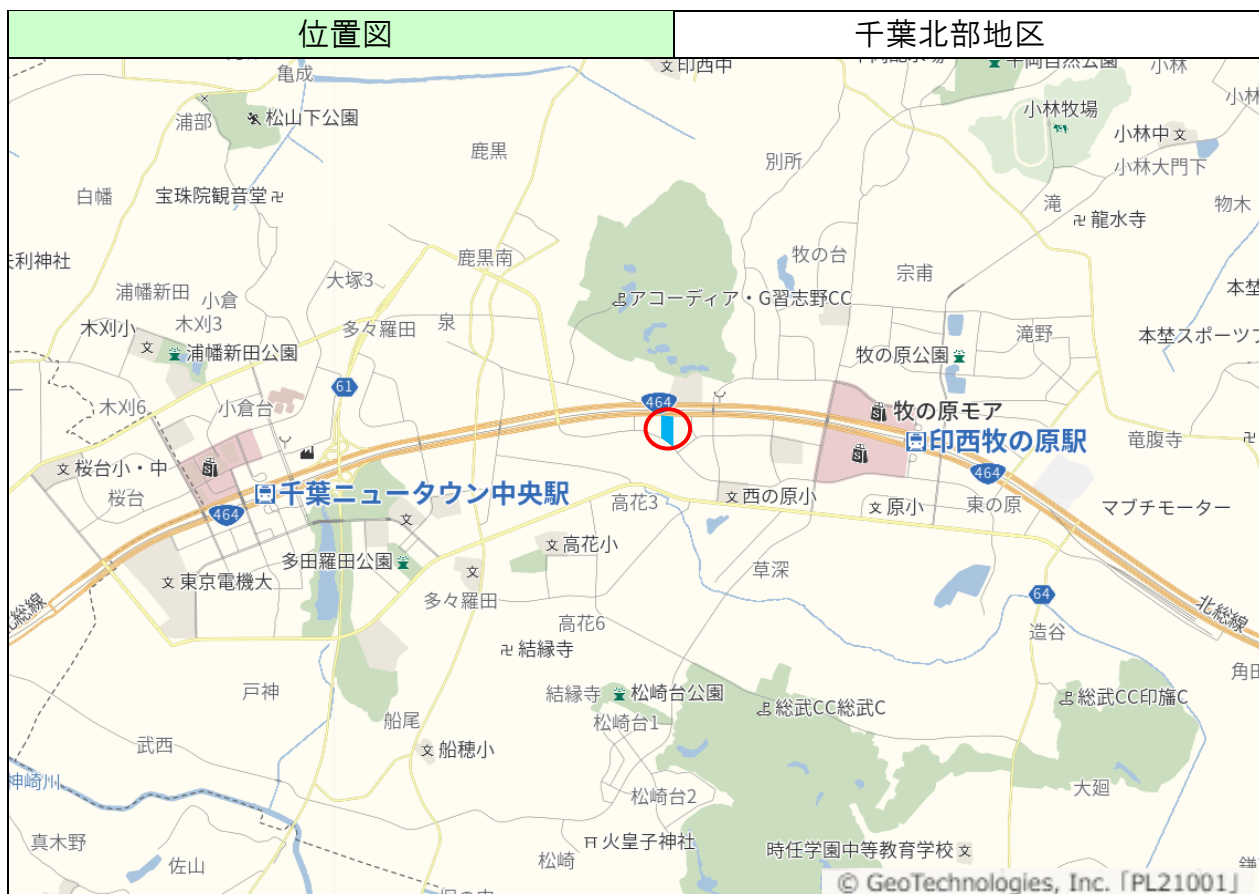 位置図
千葉北部地区
亀成
印西中
小林
浦部
松山下公園
小林牧場
小林中
鹿黒
別所
小林大門下
白幡
宝珠院観音堂
滝
龍水寺
物木
鹿黒南
牧の台
宗甫
大塚3
浦幡新田
小倉
アコーディア・G習志野CC
木刈小
木刈3
多々羅田
泉
滝野
浦幡新田公園
牧の原公園
61
464
木刈6
小倉台
牧の原モア
印西牧の原駅
竜腹寺
桜台小・中
桜台
千葉ニュータウン中央駅
464
464
高花3
西の原小
原小
東の原
マブチモーター
高花小
多田羅田公園
東京電機大
草深
多々羅田
64
北総線
北総線
高花6
造谷
結縁寺
戸神
結縁寺
松崎台公園
総武CC総武C
総武CC印旛C
船尾
松崎台1
武西
船穂小
神崎川
松崎台2
大廻
真木野
火皇子神社
時任学園中等教育学校
佐山
松崎
© GeoTechnologies, Inc. [PL21001]